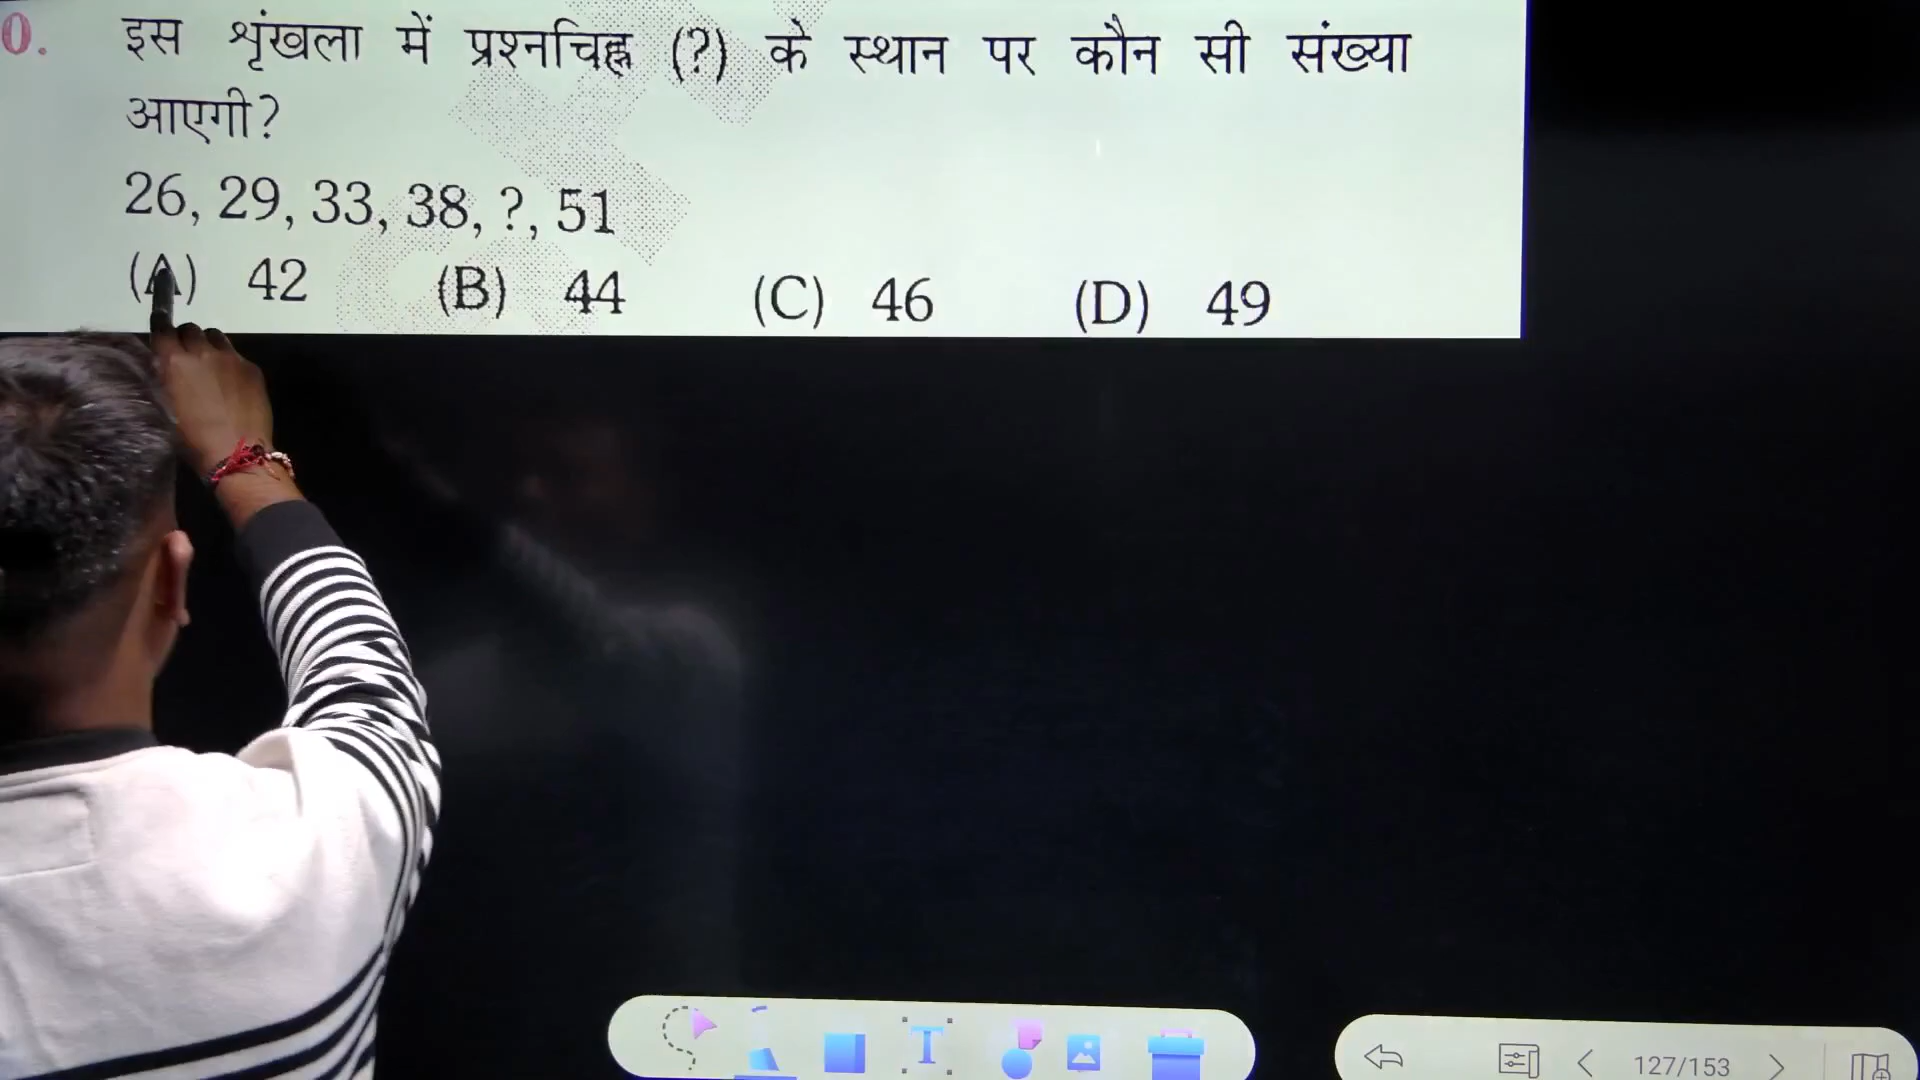 0. इस शृंखला में प्रश्नचिह्न (?) के स्थान पर कौन सी संख्या
आएगी?
26, 29, 33, 38, ?, 51
(A) 42 (B) 44 (C) 46 (D) 49
T
127/153